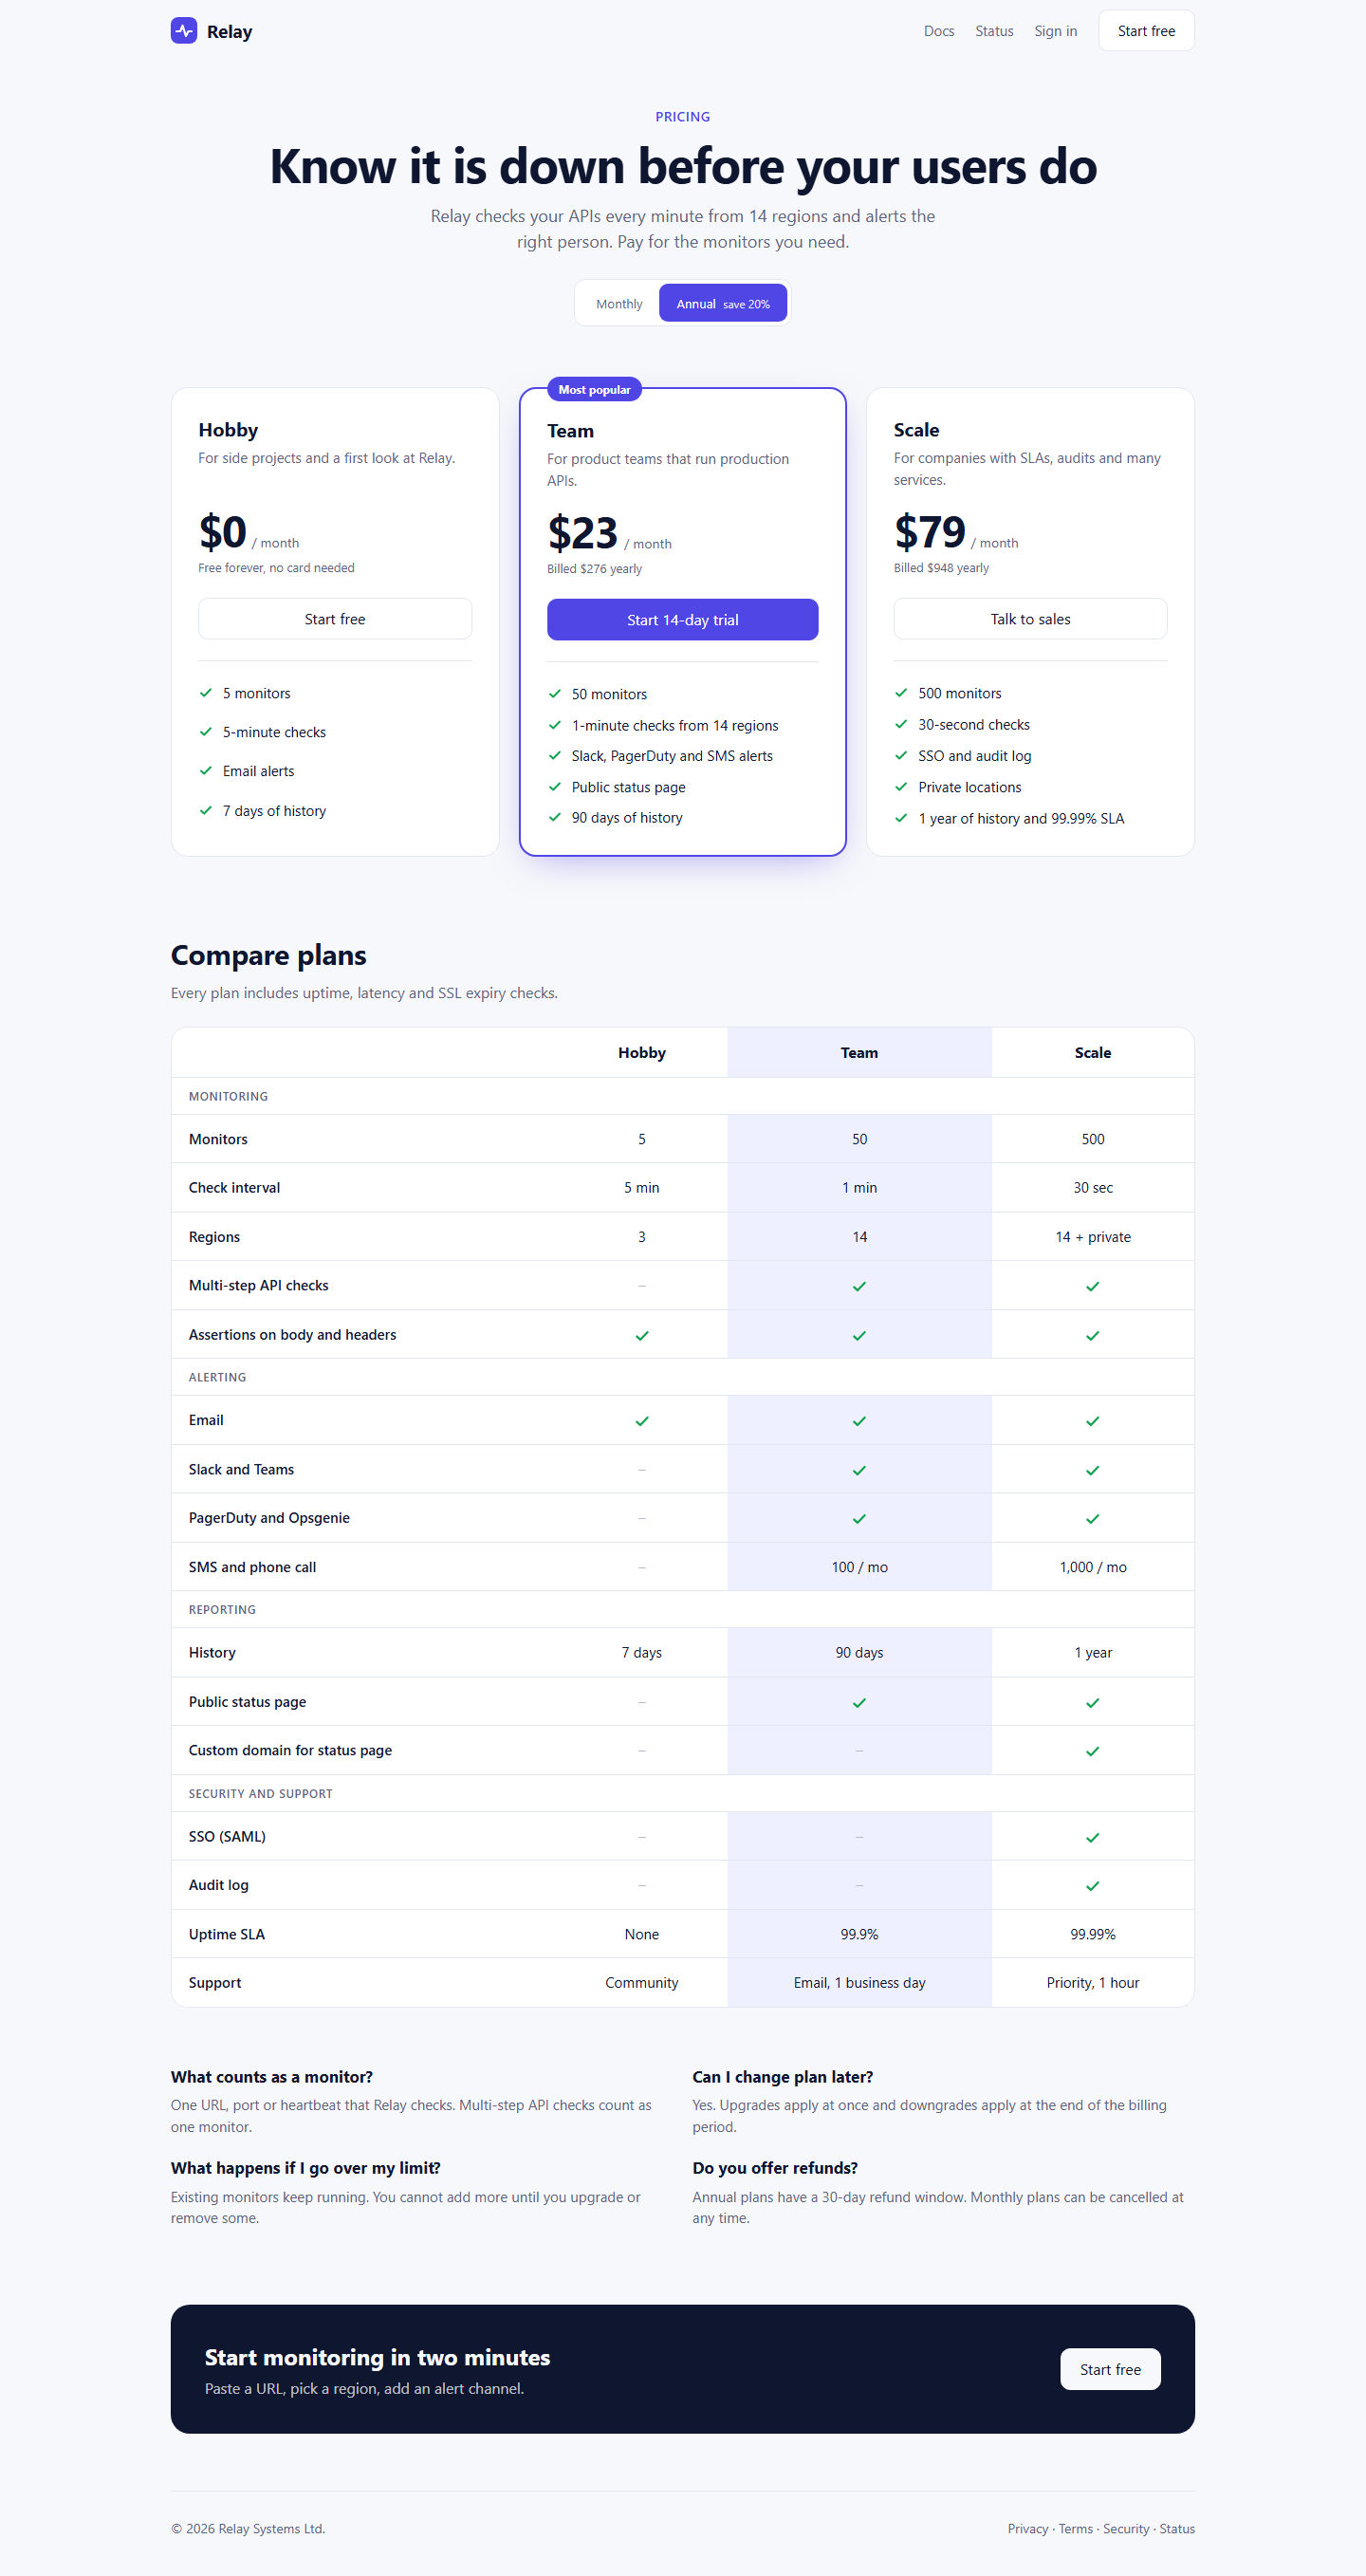 Relay
Docs Status Sign in Start free
PRICING
Know it is down before your users do
Relay checks your APIs every minute from 14 regions and alerts the
right person. Pay for the monitors you need.
Monthly Annual save 20%
Hobby
For side projects and a first look at Relay.
$0 / month
Free forever, no card needed
Start free
5 monitors
5-minute checks
Email alerts
7 days of history
Most popular
Team
For product teams that run production
APIs.
$23 / month
Billed $276 yearly
Start 14-day trial
50 monitors
1-minute checks from 14 regions
Slack, PagerDuty and SMS alerts
Public status page
90 days of history
Scale
For companies with SLAs, audits and many
services.
$79 / month
Billed $948 yearly
Talk to sales
500 monitors
30-second checks
SSO and audit log
Private locations
1 year of history and 99.99% SLA
Compare plans
Every plan includes uptime, latency and SSL expiry checks.
Hobby Team Scale
MONITORING
Monitors 5 50 500
Check interval 5 min 1 min 30 sec
Regions 3 14 14 + private
Multi-step API checks –
Assertions on body and headers
ALERTING
Email
Slack and Teams –
PagerDuty and Opsgenie –
SMS and phone call – 100 / mo 1,000 / mo
REPORTING
History 7 days 90 days 1 year
Public status page –
Custom domain for status page – –
SECURITY AND SUPPORT
SSO (SAML) – –
Audit log – –
Uptime SLA None 99.9% 99.99%
Support Community Email, 1 business day Priority, 1 hour
What counts as a monitor?
One URL, port or heartbeat that Relay checks. Multi-step API checks count as
one monitor.
Can I change plan later?
Yes. Upgrades apply at once and downgrades apply at the end of the billing
period.
What happens if I go over my limit?
Existing monitors keep running. You cannot add more until you upgrade or
remove some.
Do you offer refunds?
Annual plans have a 30-day refund window. Monthly plans can be cancelled at
any time.
Start monitoring in two minutes
Paste a URL, pick a region, add an alert channel.
Start free
© 2026 Relay Systems Ltd.
Privacy · Terms · Security · Status